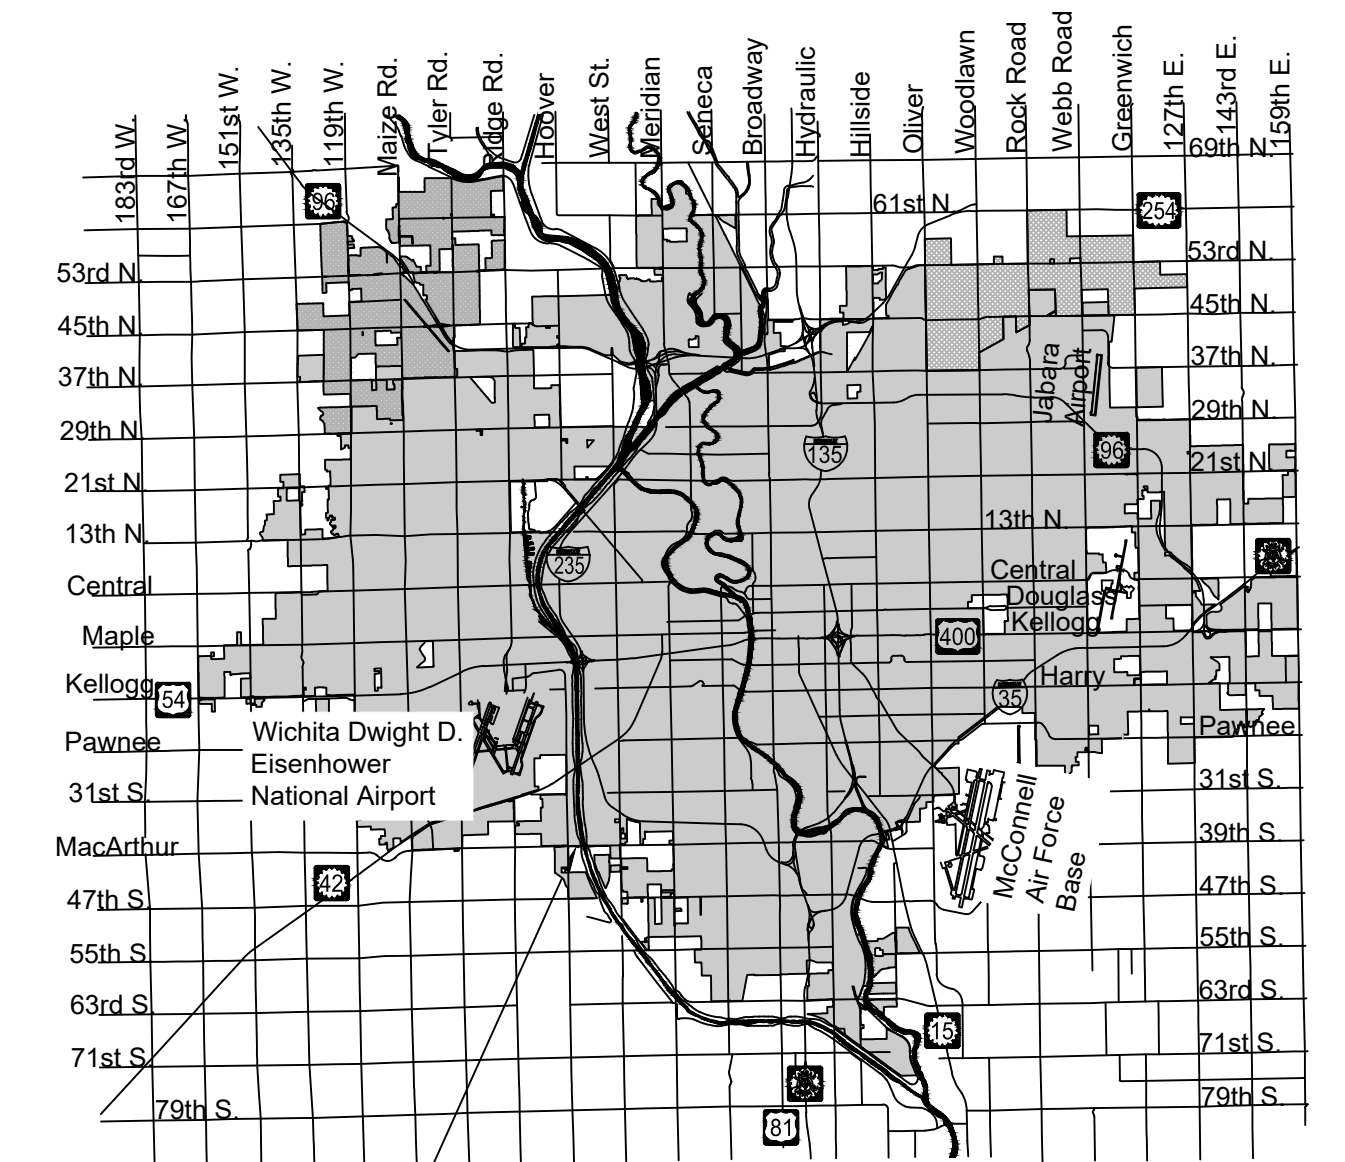 183rd W.
167th W.
151st W.
135th W.
119th W.
Maize Rd.
Tyler Rd.
Ridge Rd.
Hoover
West St.
Meridian
Seneca
Broadway
Hydraulic
Hillside
Oliver
Woodlawn
Rock Road
Webb Road
Greenwich
127th E.
143rd E.
159th E.
69th N.
96
61st N.
254
53rd N.
53rd N.
45th N.
45th N.
37th N.
37th N.
Jabara
Airport
29th N.
29th N.
135
96
21st N.
21st N.
13th N.
13th N.
235
Central
Central
Douglass
Kellogg
Maple
400
Kellogg
54
Harry
35
Wichita Dwight D.
Eisenhower
National Airport
Pawnee
Pawnee
31st S.
31st S.
McConnell
Air Force
Base
MacArthur
39th S.
42
47th S.
47th S.
55th S.
55th S.
63rd S.
63rd S.
15
71st S.
71st S.
79th S.
79th S.
81